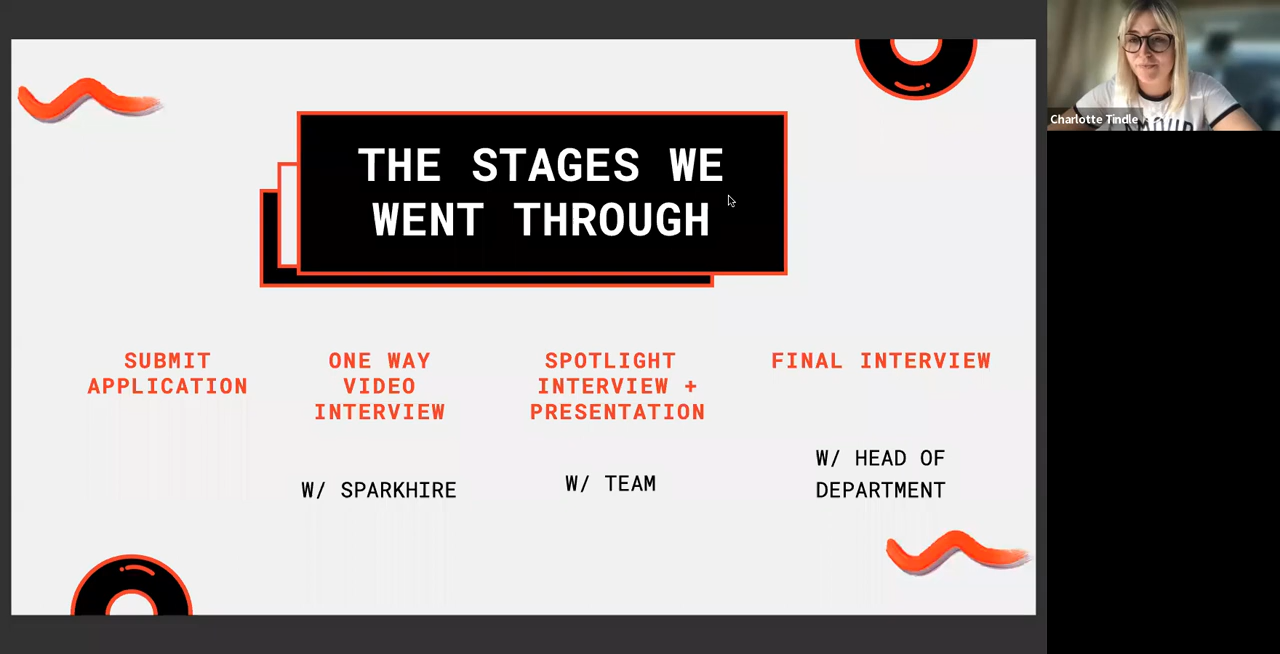 THE STAGES WE
WENT THROUGH
SUBMIT
APPLICATION
ONE WAY
VIDEO
INTERVIEW
W/ SPARKHIRE
SPOTLIGHT
INTERVIEW +
PRESENTATION
W/ TEAM
FINAL INTERVIEW
W/ HEAD OF
DEPARTMENT
Charlotte Tindle